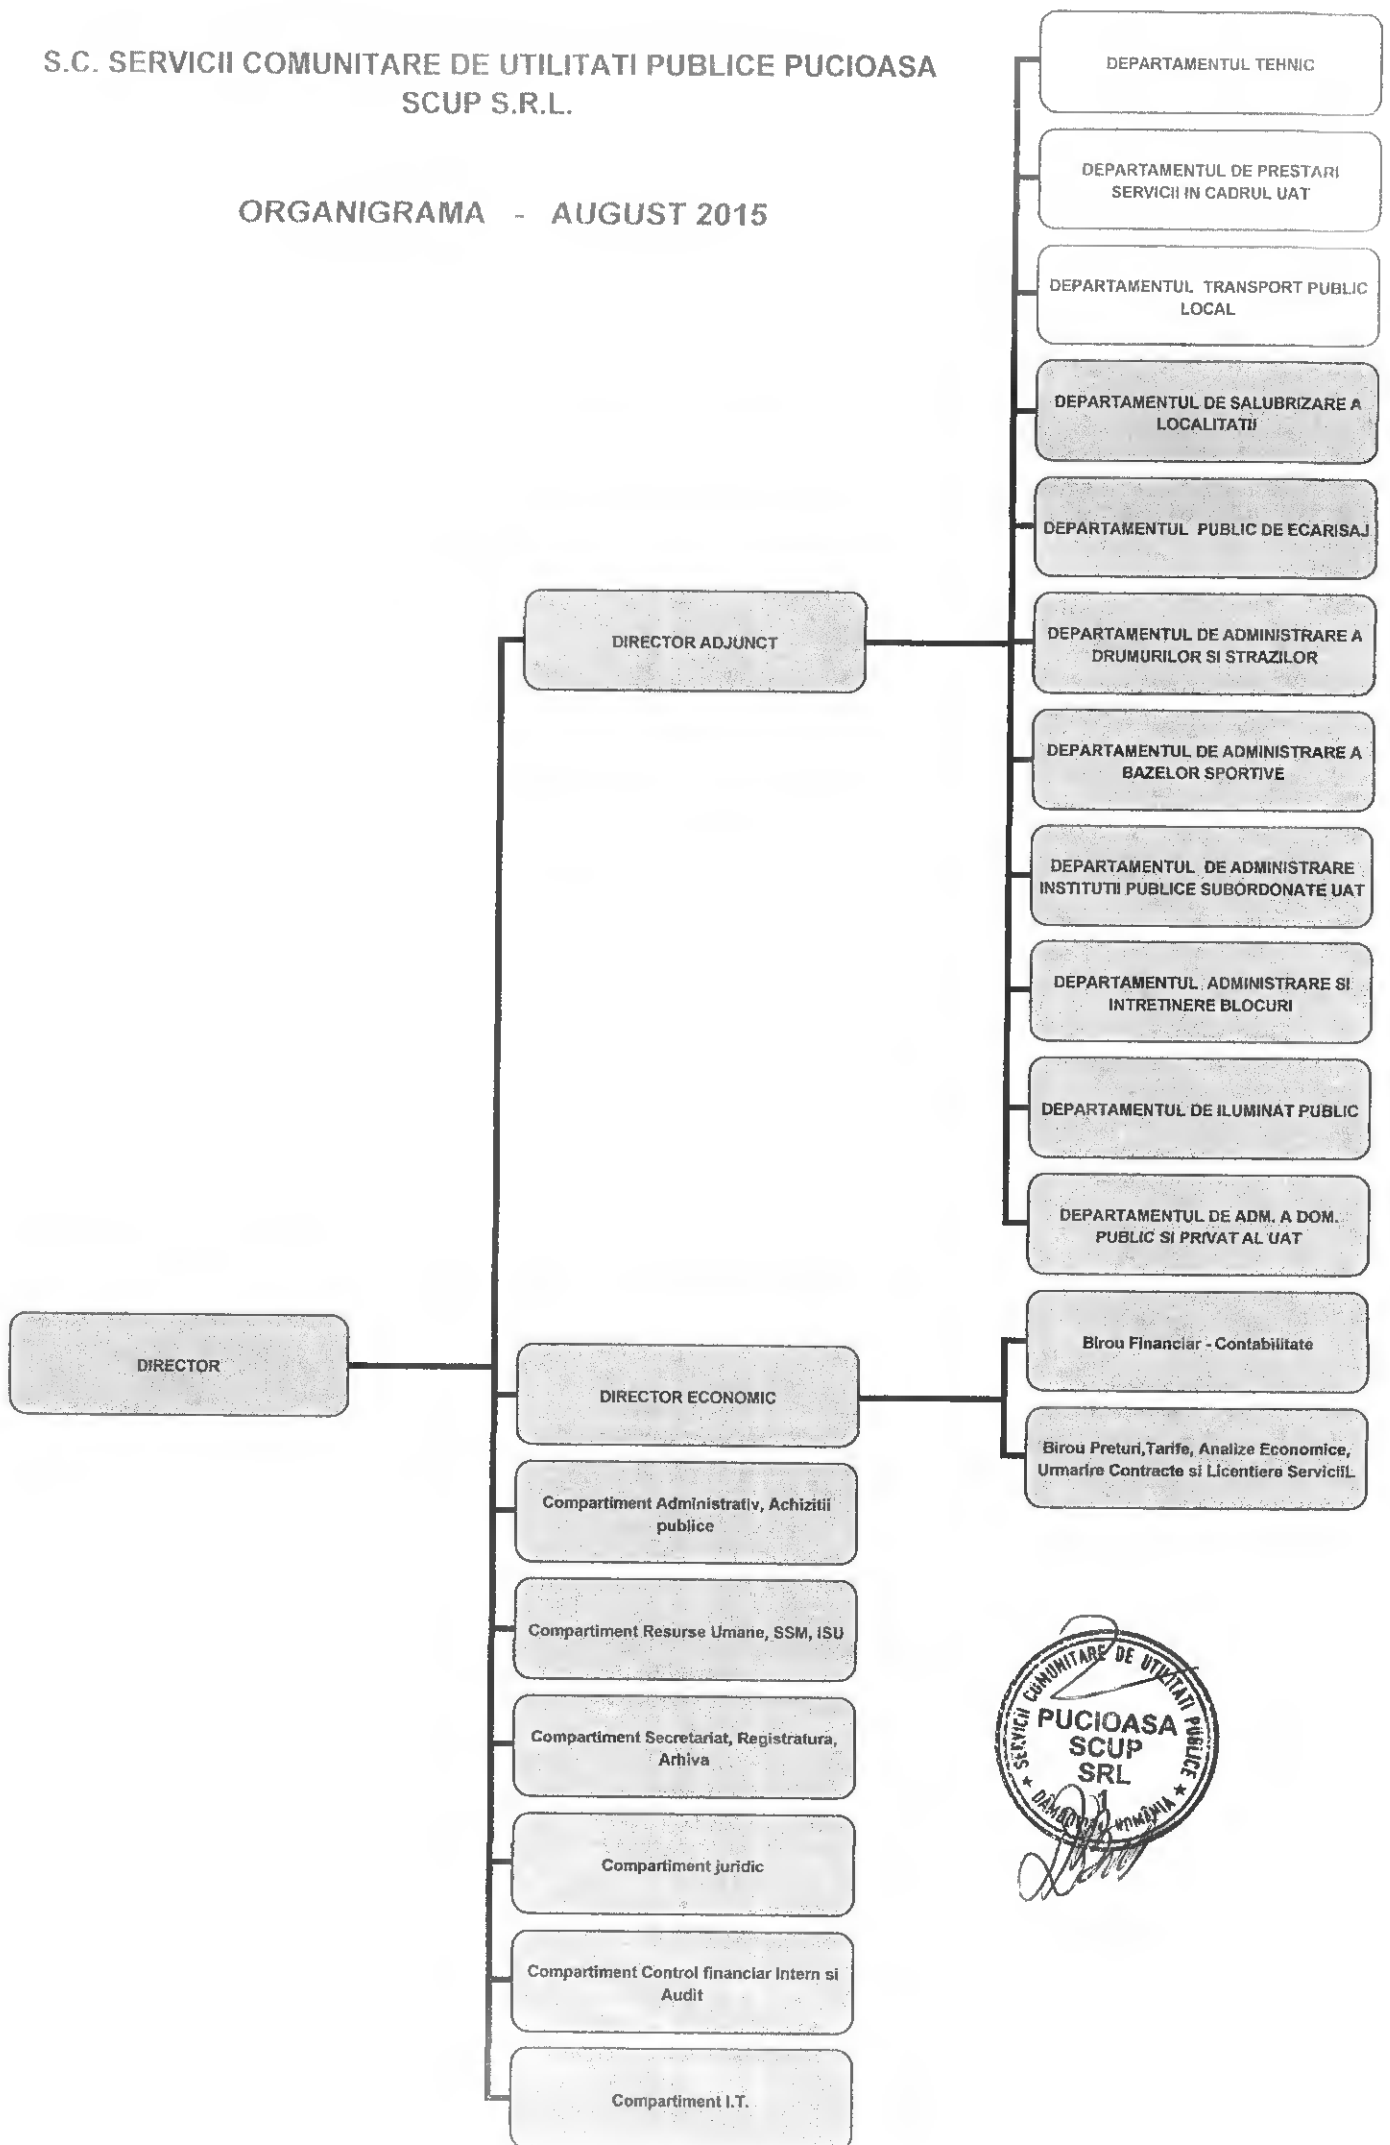 S.C. SERVICII COMUNITARE DE UTILITATI PUBLICE PUCIOASA
SCUP S.R.L.
ORGANIGRAMA - AUGUST 2015
DEPARTAMENTUL TEHNIC
DEPARTAMENTUL DE PRESTARI
SERVICII IN CADRUL UAT
DEPARTAMENTUL TRANSPORT PUBLIC
LOCAL
DEPARTAMENTUL DE SALUBRIZARE A
LOCALITATII
DEPARTAMENTUL PUBLIC DE ECARISAJ
DIRECTOR ADJUNCT
DEPARTAMENTUL DE ADMINISTRARE A
DRUMURILOR SI STRAZILOR
DEPARTAMENTUL DE ADMINISTRARE A
BAZELOR SPORTIVE
DEPARTAMENTUL DE ADMINISTRARE
INSTITUTII PUBLICE SUBORDONATE UAT
DEPARTAMENTUL ADMINISTRARE SI
INTRETINERE BLOCURI
DEPARTAMENTUL DE ILUMINAT PUBLIC
DEPARTAMENTUL DE ADM. A DOM.
PUBLIC SI PRIVAT AL UAT
DIRECTOR
DIRECTOR ECONOMIC
Birou Financiar - Contabilitate
Birou Preturi,Tarife, Analize Economice,
Urmarire Contracte si Licentiere ServiciiL
Compartiment Administrativ, Achizitii
publice
Compartiment Resurse Umane, SSM, ISU
Compartiment Secretariat, Registratura,
Arhiva
Compartiment juridic
Compartiment Control financiar Intern si
Audit
Compartiment I.T.
SERVICII COMUNITARE DE UTILITATI PUBLICE
PUCIOASA
SCUP
SRL
1
ROMÂNIA